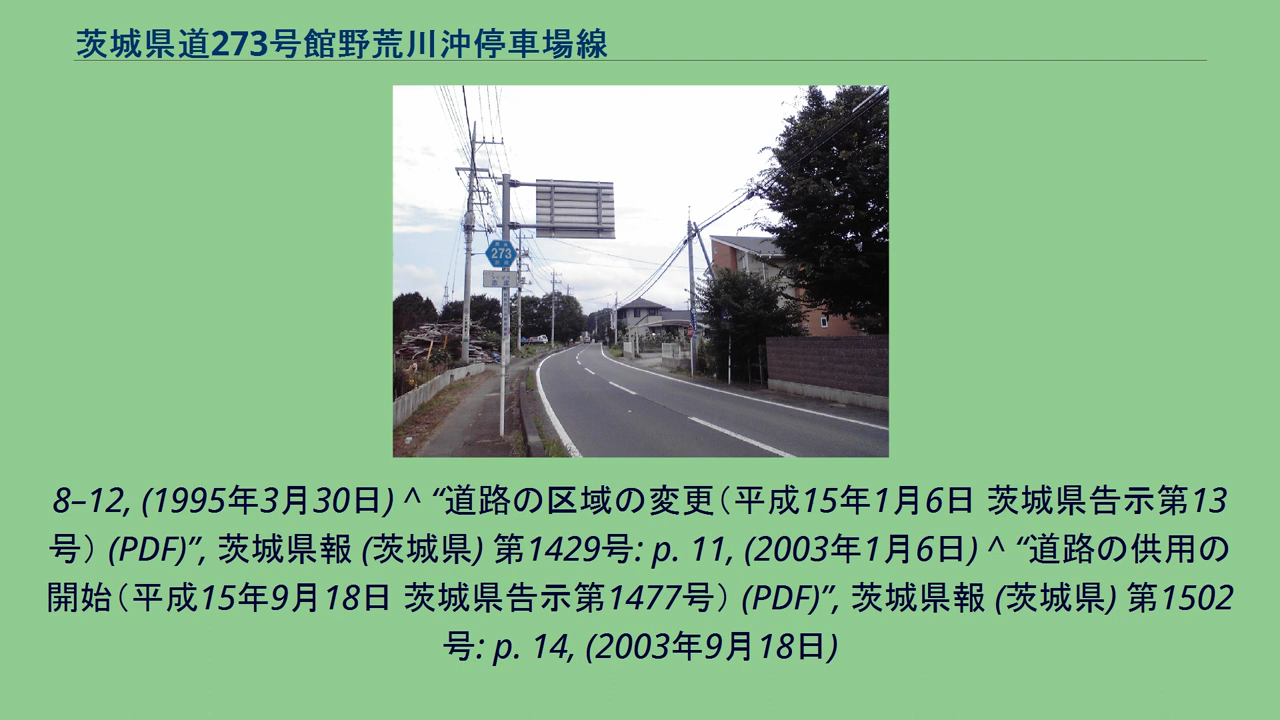 茨城県道273号館野荒川沖停車場線
273
8–12, (1995年3月30日) ^ “道路の区域の変更（平成15年1月6日 茨城県告示第13
号）(PDF)”, 茨城県報 (茨城県) 第1429号: p. 11, (2003年1月6日) ^ “道路の供用の
開始（平成15年9月18日 茨城県告示第1477号）(PDF)”, 茨城県報 (茨城県) 第1502
号: p. 14, (2003年9月18日)